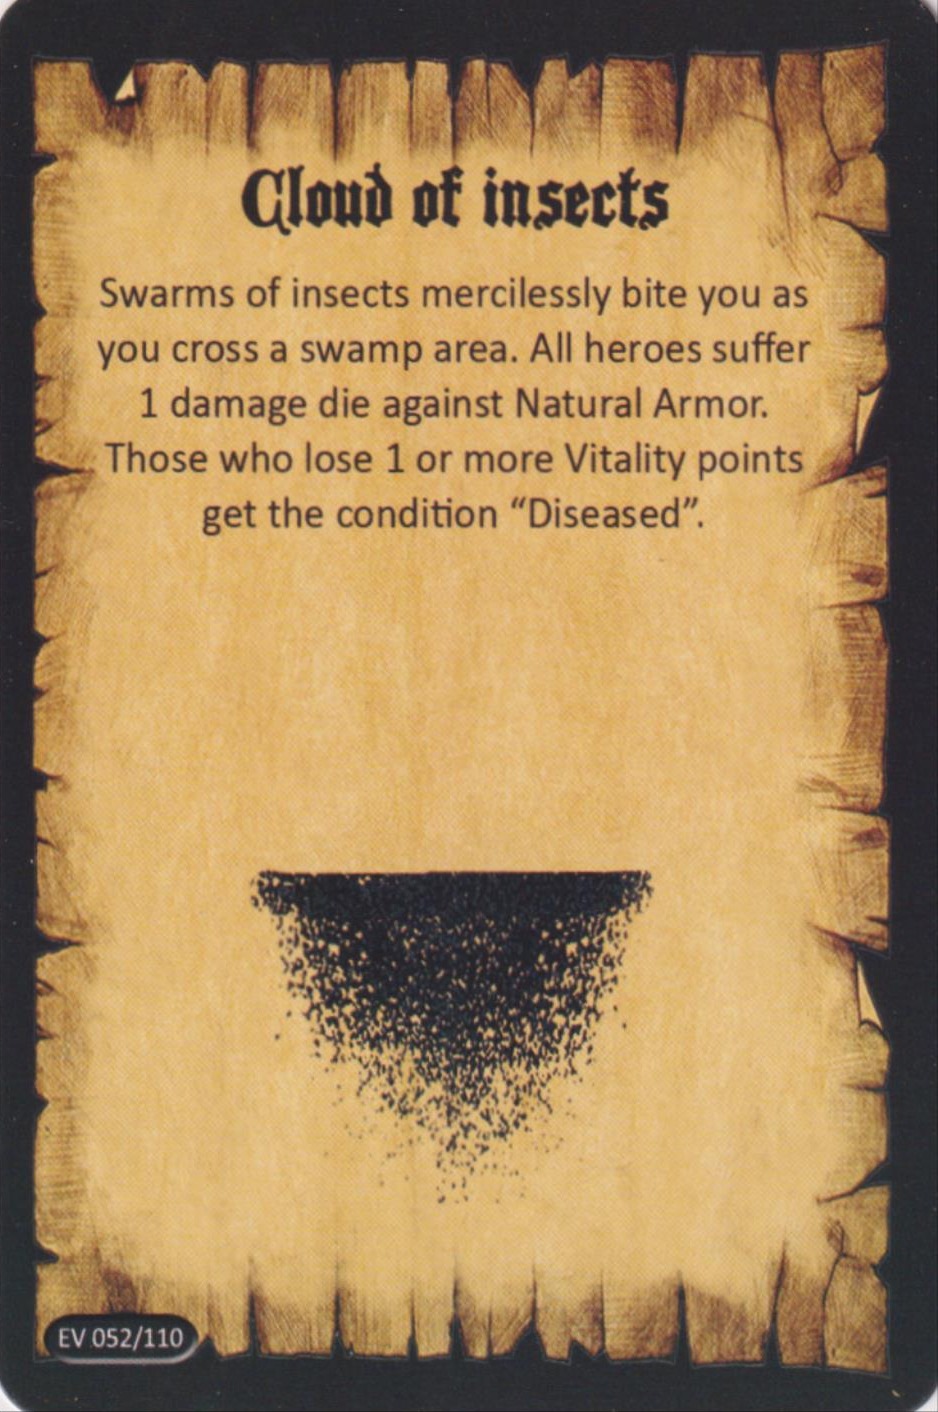 Cloud of insects
Swarms of insects mercilessly bite you as
you cross a swamp area. All heroes suffer
1 damage die against Natural Armor.
Those who lose 1 or more Vitality points
get the condition “Diseased”.
EV 052/110